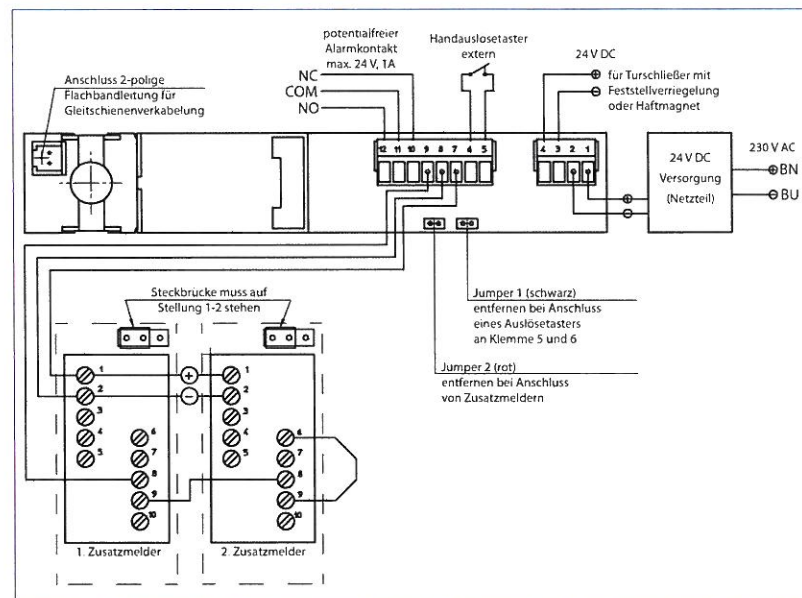 potentialfreier
Alarmkontakt
max. 24 V, 1A
NC
COM
NO
Handauslosetaster
extern
24 V DC
für Turschließer mit
Feststellverriegelung
oder Haftmagnet
Anschluss 2-polige
Flachbandleitung für
Gleitschienenverkabelung
12 11 10 9 8 7 6 5
4 3 2 1
24 V DC
Versorgung
(Netzteil)
230 V AC
BN
BU
Steckbrücke muss auf
Stellung 1-2 stehen
Jumper 1 (schwarz)
entfernen bei Anschluss
eines Auslösetasters
an Klemme 5 und 6
Jumper 2 (rot)
entfernen bei Anschluss
von Zusatzmeldern
1
2
3
4
5
6
7
8
9
10
1. Zusatzmelder
1
2
3
4
5
6
7
8
9
10
2. Zusatzmelder